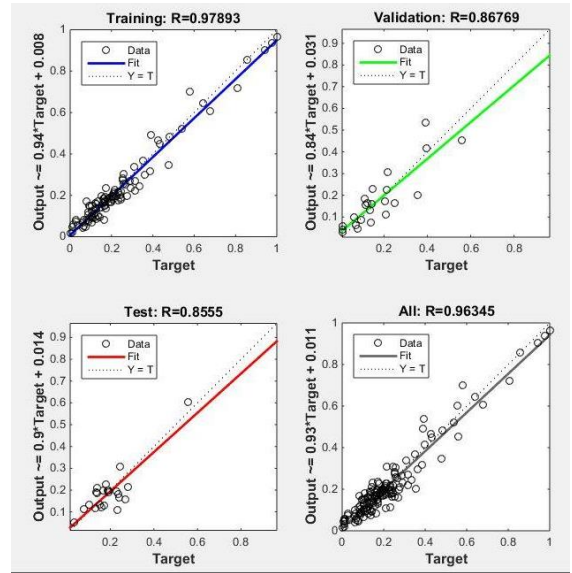 Training: R=0.97893
Output ~= 0.94*Target + 0.008
1
0.8
0.6
0.4
0.2
0
Data
Fit
Y = T
0 0.2 0.4 0.6 0.8 1
Target
Validation: R=0.86769
Output ~= 0.84*Target + 0.031
0.9
0.8
0.7
0.6
0.5
0.4
0.3
0.2
0.1
Data
Fit
Y = T
0.2 0.4 0.6 0.8
Target
Test: R=0.8555
Output ~= 0.9*Target + 0.014
0.9
0.8
0.7
0.6
0.5
0.4
0.3
0.2
0.1
Data
Fit
Y = T
0.2 0.4 0.6 0.8
Target
All: R=0.96345
Output ~= 0.93*Target + 0.011
1
0.8
0.6
0.4
0.2
0
Data
Fit
Y = T
0 0.2 0.4 0.6 0.8 1
Target